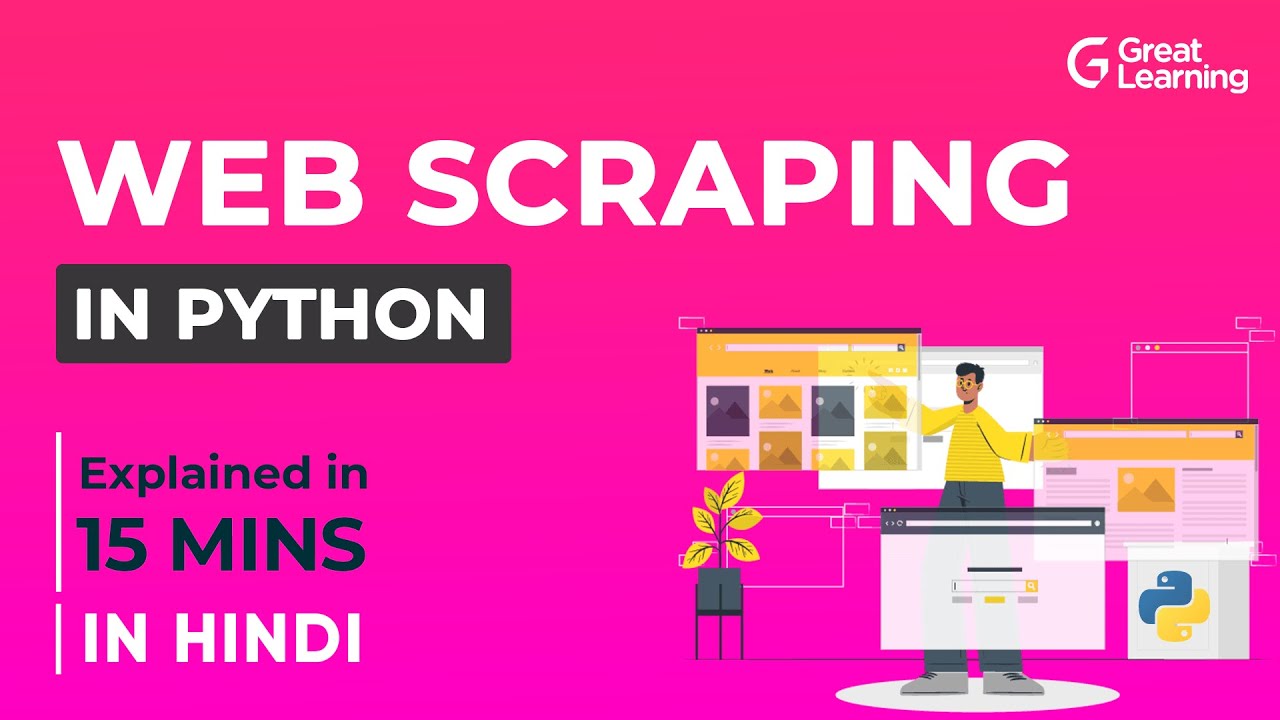 Great
Learning
WEB SCRAPING
IN PYTHON
Explained in
15 MINS
IN HINDI